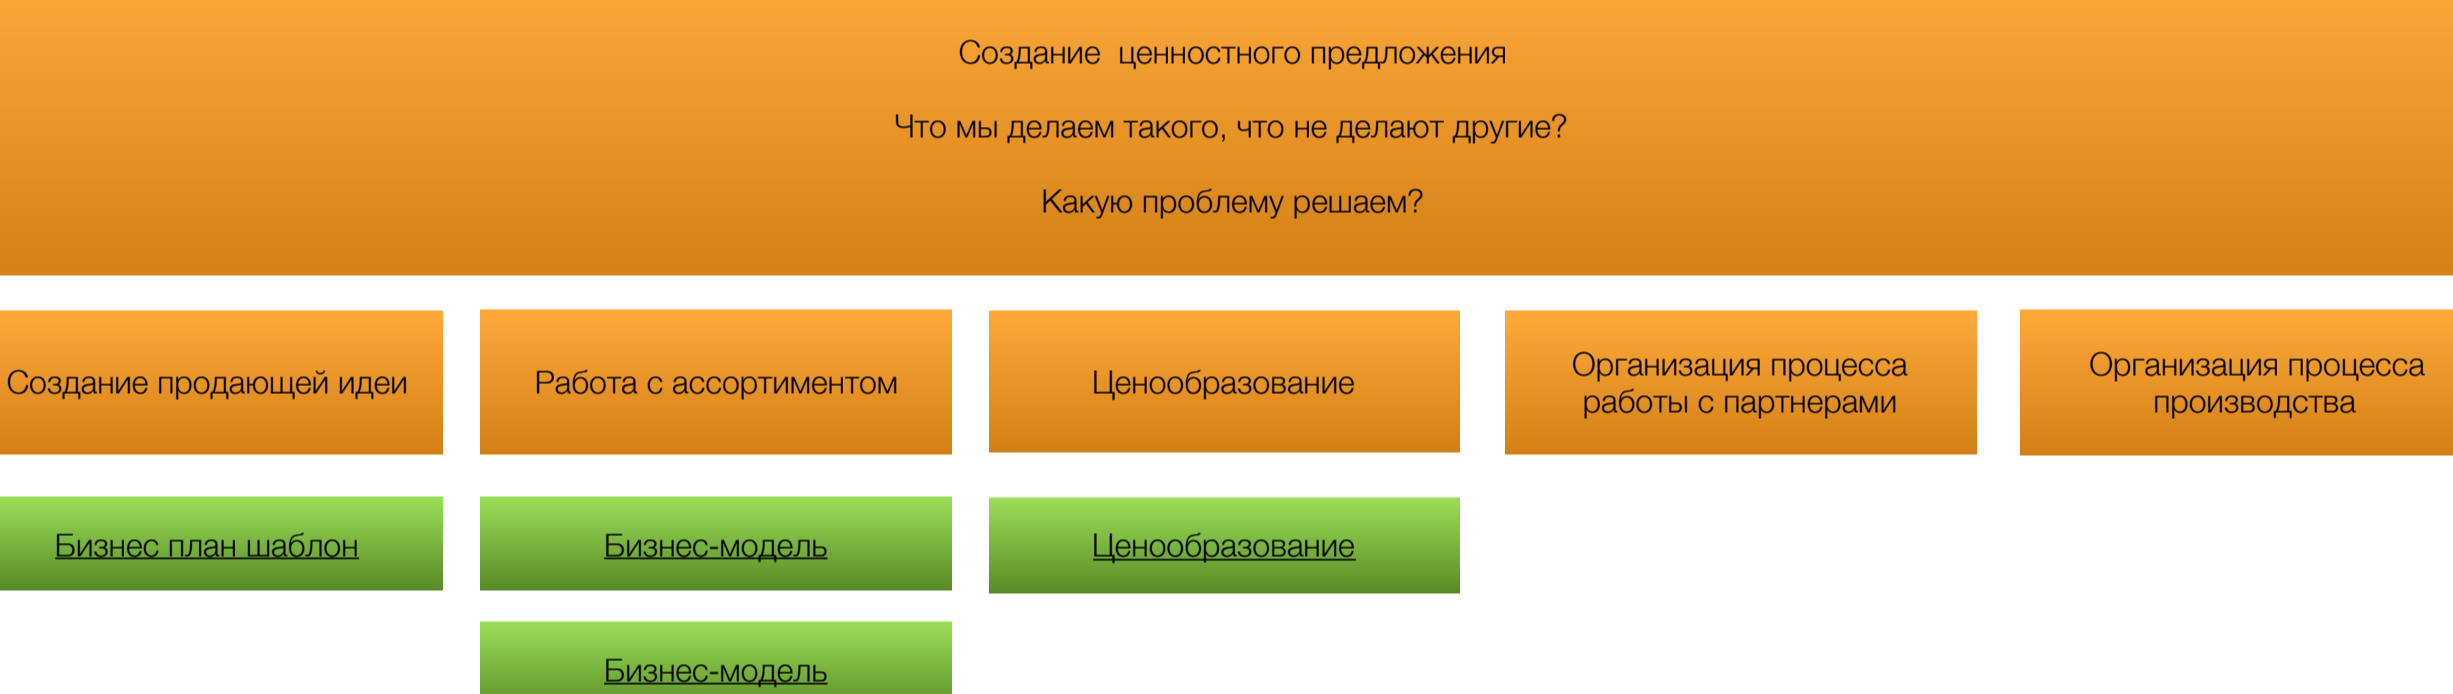 Создание ценностного предложения
Что мы делаем такого, что не делают другие?
Какую проблему решаем?
Создание продающей идеи
Работа с ассортиментом
Ценообразование
Организация процесса
работы с партнерами
Организация процесса
производства
Бизнес план шаблон
Бизнес-модель
Ценообразование
Бизнес-модель